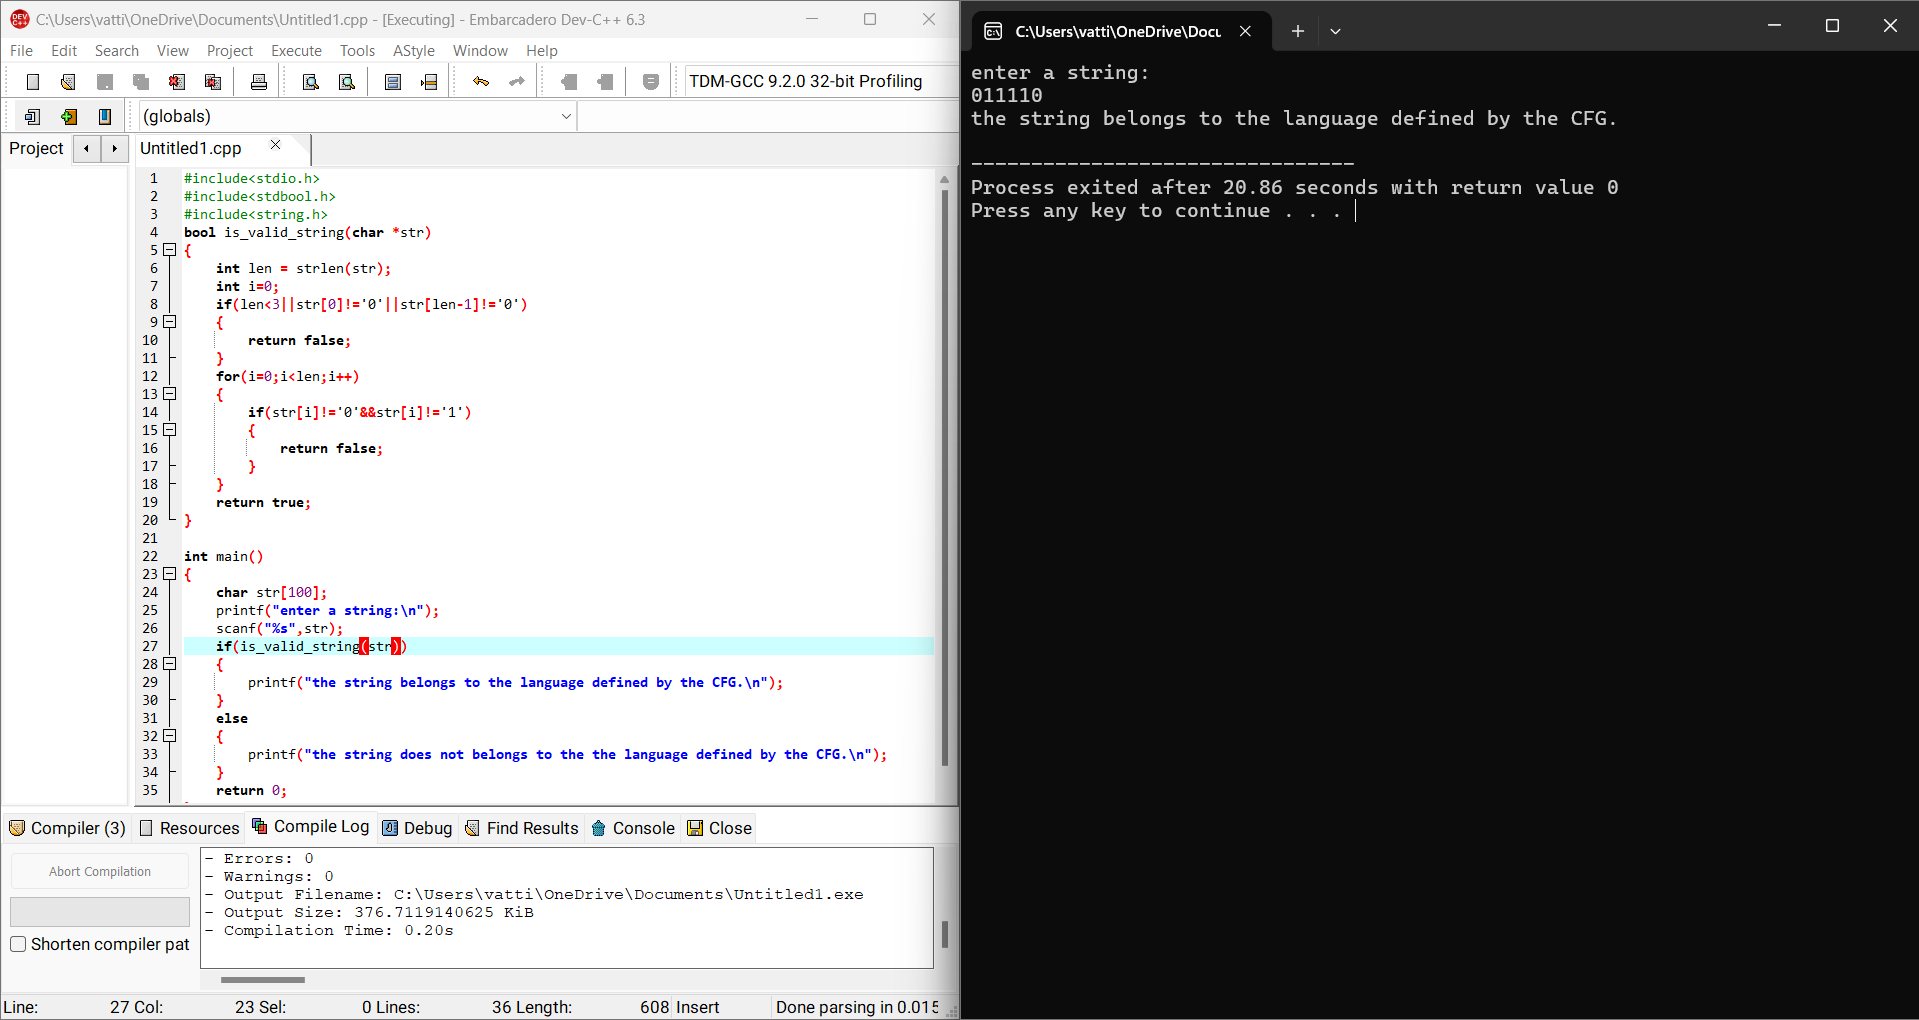 C:\Users\vatti\OneDrive\Documents\Untitled1.cpp - [Executing] - Embarcadero Dev-C++ 6.3
File Edit Search View Project Execute Tools AStyle Window Help
TDM-GCC 9.2.0 32-bit Profiling
(globals)
Project
Untitled1.cpp
1 #include<stdio.h>
2 #include<stdbool.h>
3 #include<string.h>
4 bool is_valid_string(char *str)
5 {
6 int len = strlen(str);
7 int i=0;
8 if(len<3||str[0]!='0'||str[len-1]!='0')
9 {
10 return false;
11 }
12 for(i=0;i<len;i++)
13 {
14 if(str[i]!='0'&&str[i]!='1')
15 {
16 return false;
17 }
18 }
19 return true;
20 }
21
22 int main()
23 {
24 char str[100];
25 printf("enter a string:\n");
26 scanf("%s",str);
27 if(is_valid_string(str))
28 {
29 printf("the string belongs to the language defined by the CFG.\n");
30 }
31 else
32 {
33 printf("the string does not belongs to the the language defined by the CFG.\n");
34 }
35 return 0;
Compiler (3) Resources Compile Log Debug Find Results Console Close
Abort Compilation
Shorten compiler pat
- Errors: 0
- Warnings: 0
- Output Filename: C:\Users\vatti\OneDrive\Documents\Untitled1.exe
- Output Size: 376.7119140625 KiB
- Compilation Time: 0.20s
Line: 27 Col: 23 Sel: 0 Lines: 36 Length: 608 Insert Done parsing in 0.015
C:\Users\vatti\OneDrive\Docu
enter a string:
011110
the string belongs to the language defined by the CFG.
--------------------------------
Process exited after 20.86 seconds with return value 0
Press any key to continue . . .